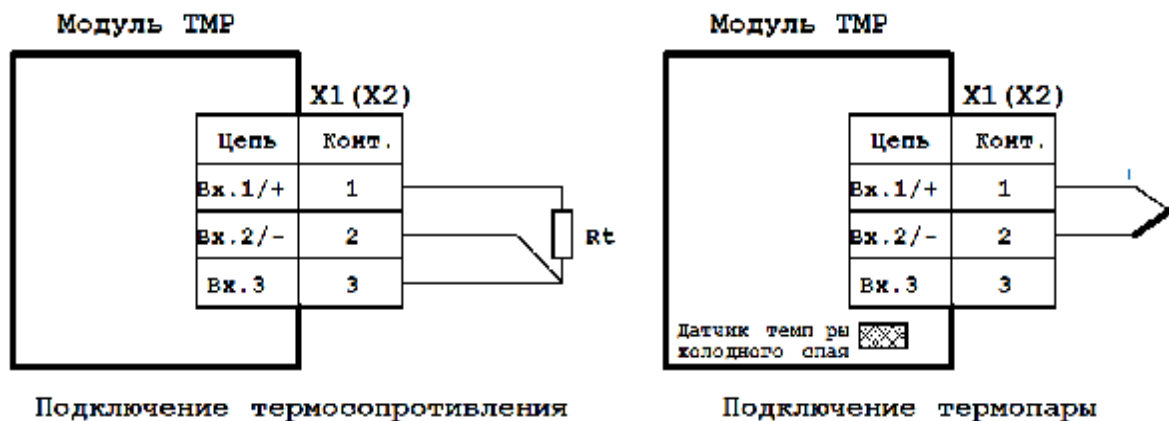 Модуль TMP
X1(X2)
Цепь Конт.
Вх.1/+ 1
Вх.2/- 2
Вх.3 3
Rt
Подключение термосопротивления
Модуль TMP
X1(X2)
Цепь Конт.
Вх.1/+ 1
Вх.2/- 2
Вх.3 3
Датчик темп ры
холодного спая
Подключение термопары